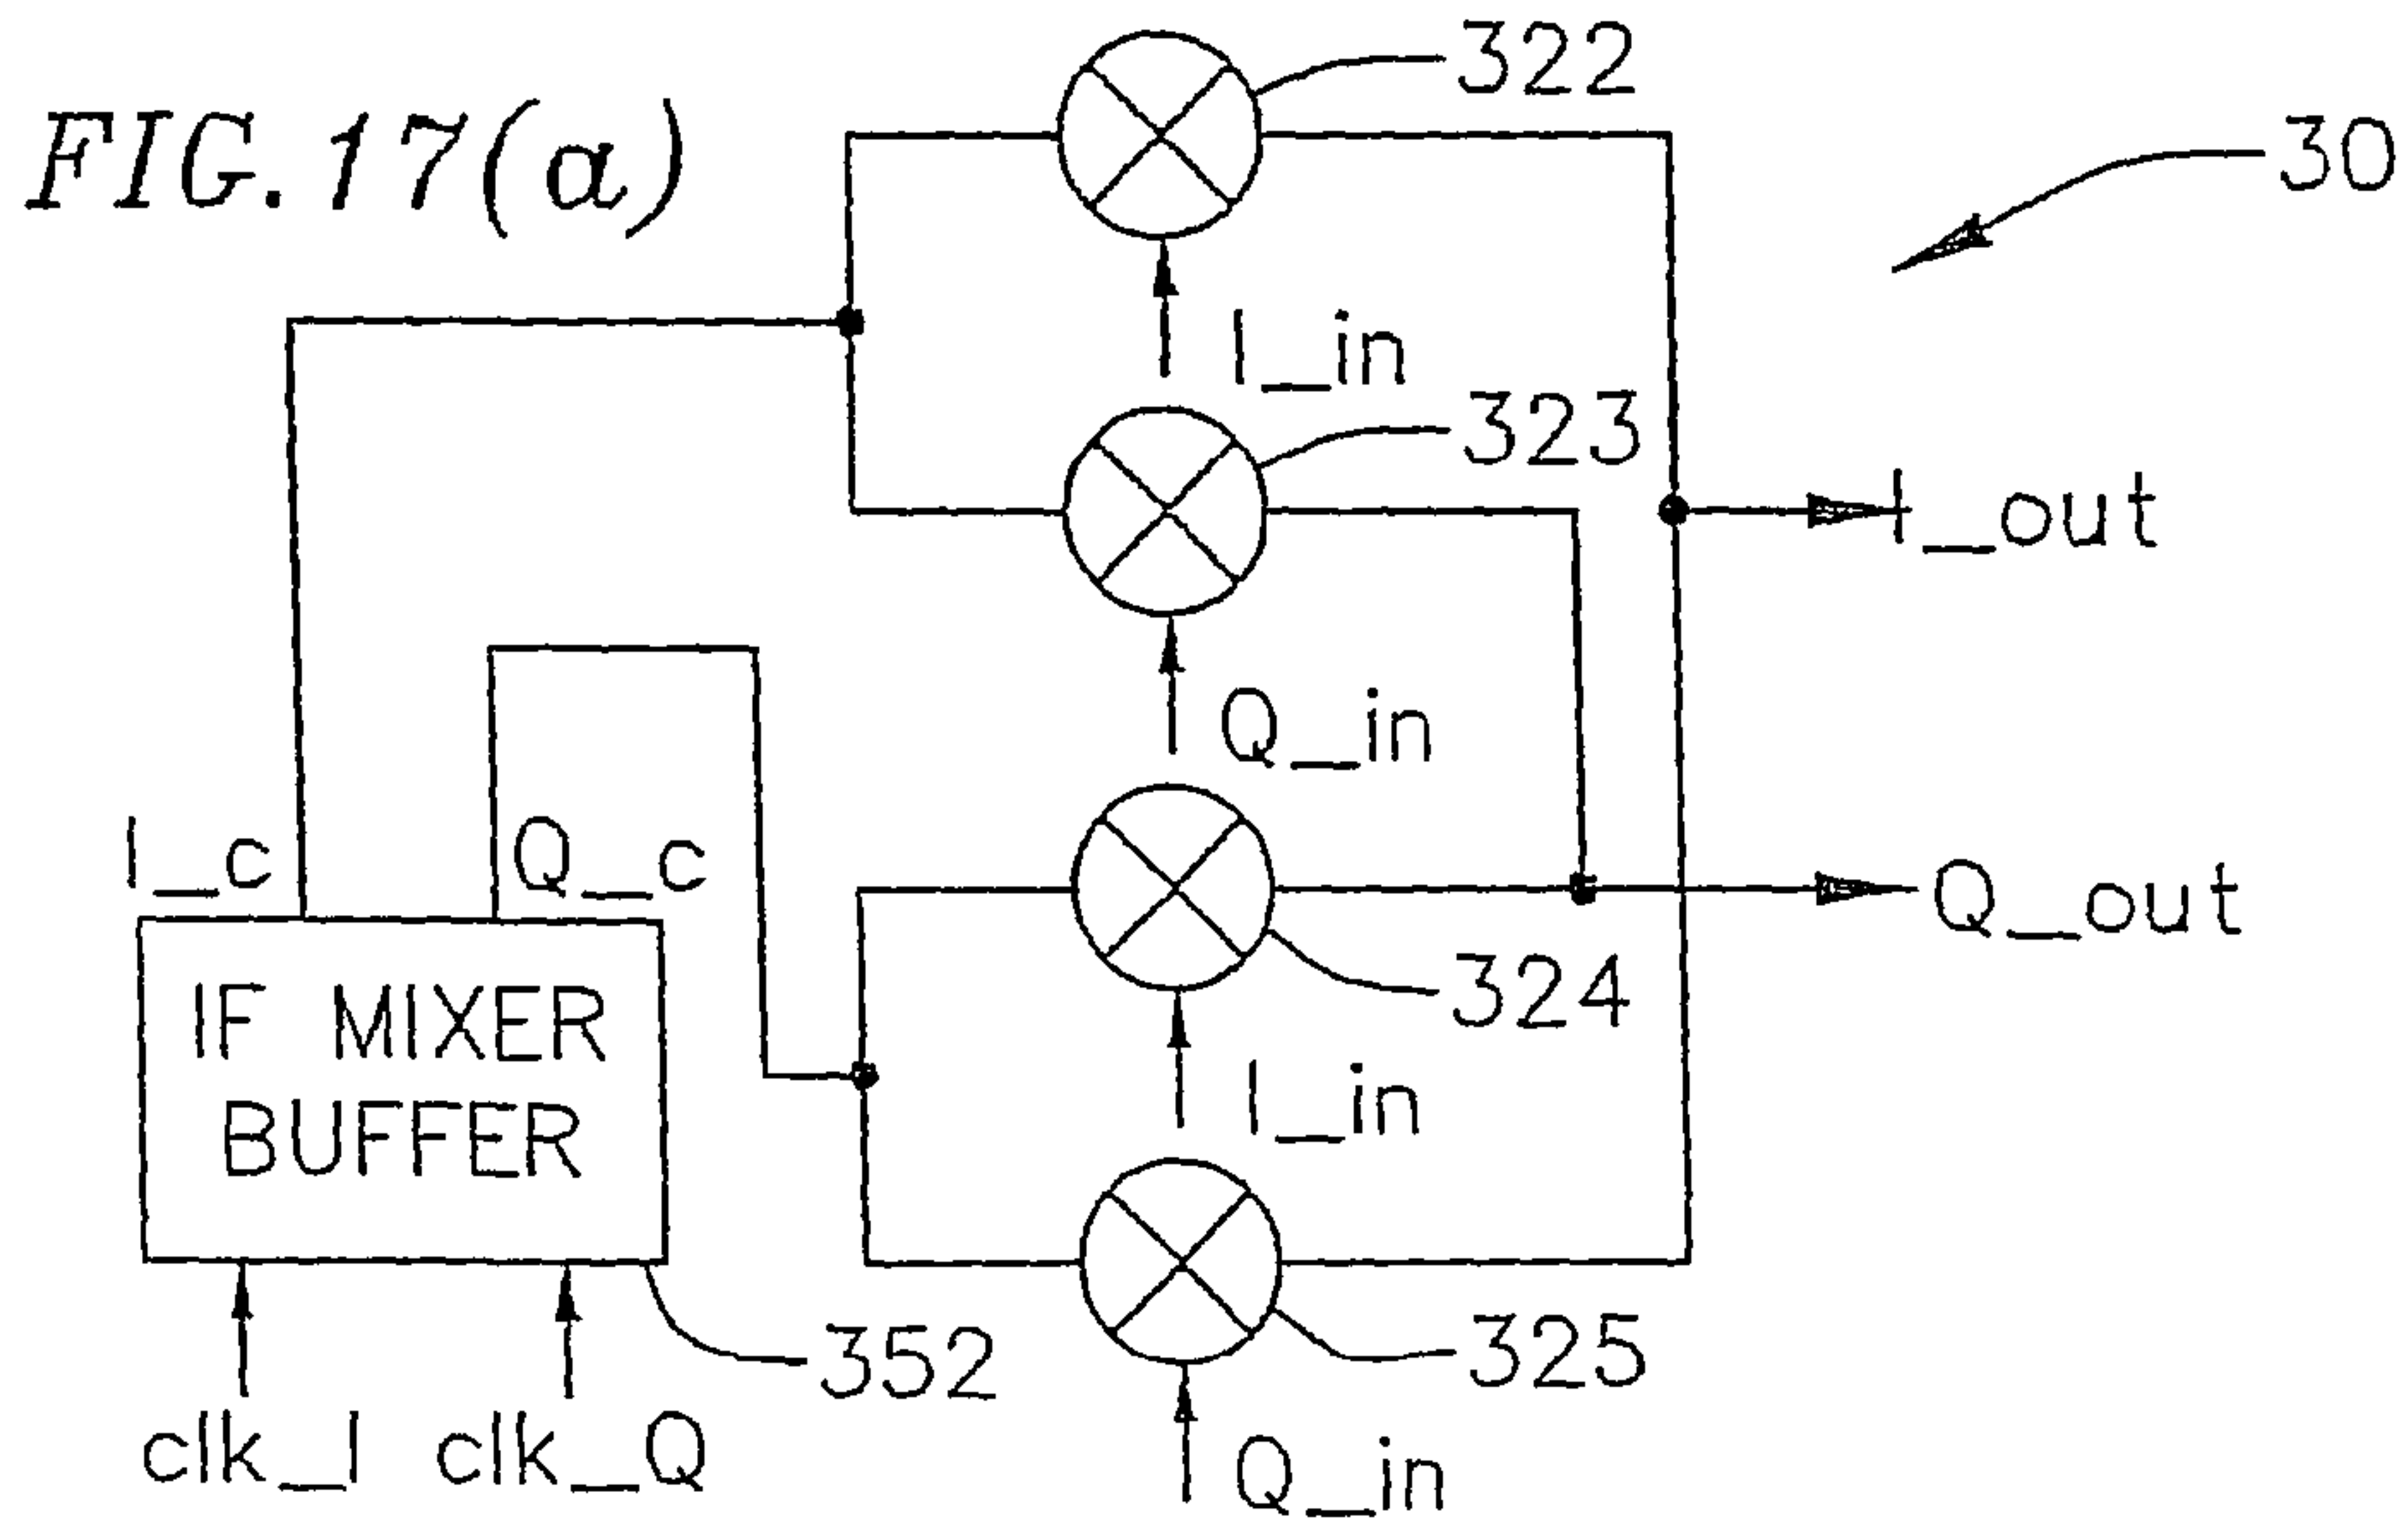 FIG.17(a)
322
30
I_in
323
I_out
Q_in
I_c
Q_c
Q_out
IF MIXER
BUFFER
324
I_in
352
325
clk_I
clk_Q
Q_in